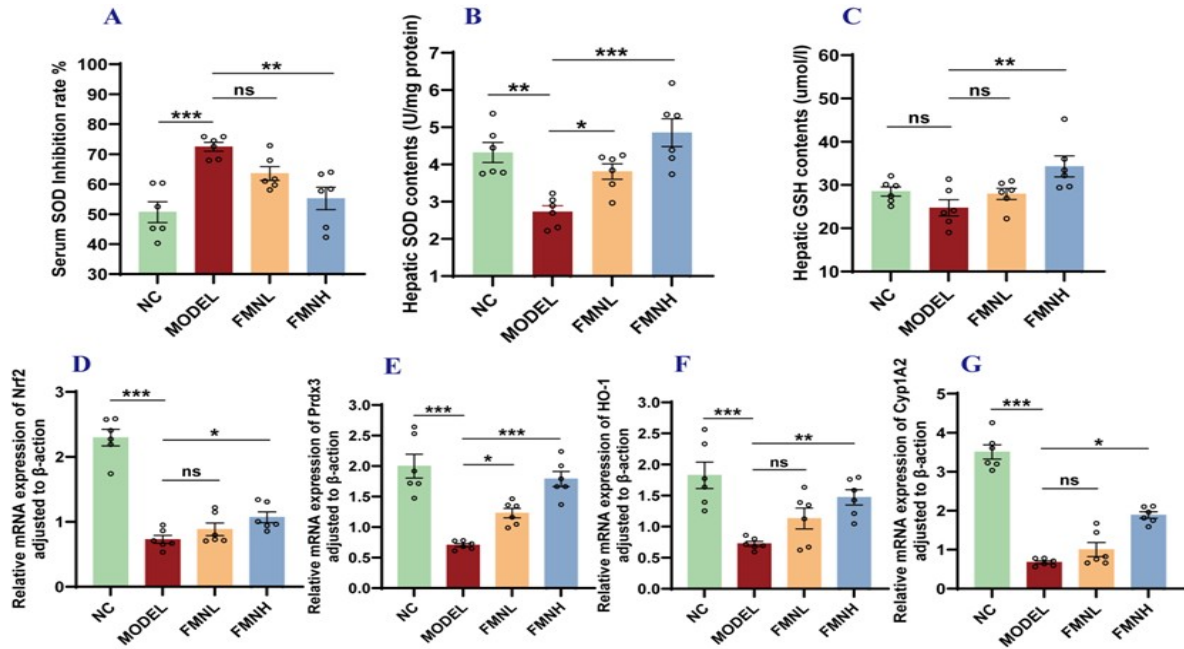 A
Serum SOD Inhibition rate %
100
90
80
70
60
50
40
30
**
ns
***
NC
MODEL
FMNL
FMNH
B
Hepatic SOD contents (U/mg protein)
7
6
5
4
3
2
1
***
**
*
NC
MODEL
FMNL
FMNH
C
Hepatic GSH contents (umol/l)
60
50
40
30
20
10
**
ns
ns
NC
MODEL
FMNL
FMNH
D
Relative mRNA expression of Nrf2
adjusted to β-action
3
2
1
0
***
*
ns
NC
MODEL
FMNL
FMNH
E
Relative mRNA expression of Prdx3
adjusted to β-action
3.0
2.5
2.0
1.5
1.0
0.5
0.0
***
***
*
NC
MODEL
FMNL
FMNH
F
Relative mRNA expression of HO-1
adjusted to β-action
3.0
2.5
2.0
1.5
1.0
0.5
0.0
***
**
ns
NC
MODEL
FMNL
FMNH
G
Relative mRNA expression of Cyp1A2
adjusted to β-action
5
4
3
2
1
0
***
*
ns
NC
MODEL
FMNL
FMNH